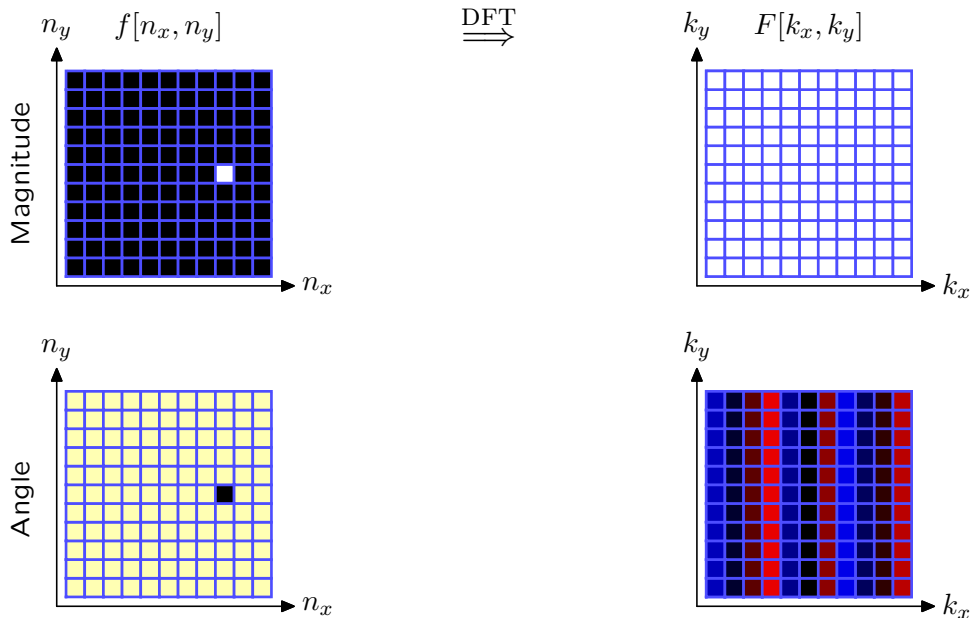 n_y f[n_x, n_y] DFT ⟹ k_y F[k_x, k_y]
Magnitude
n_x k_x
n_y k_y
Angle
n_x k_x